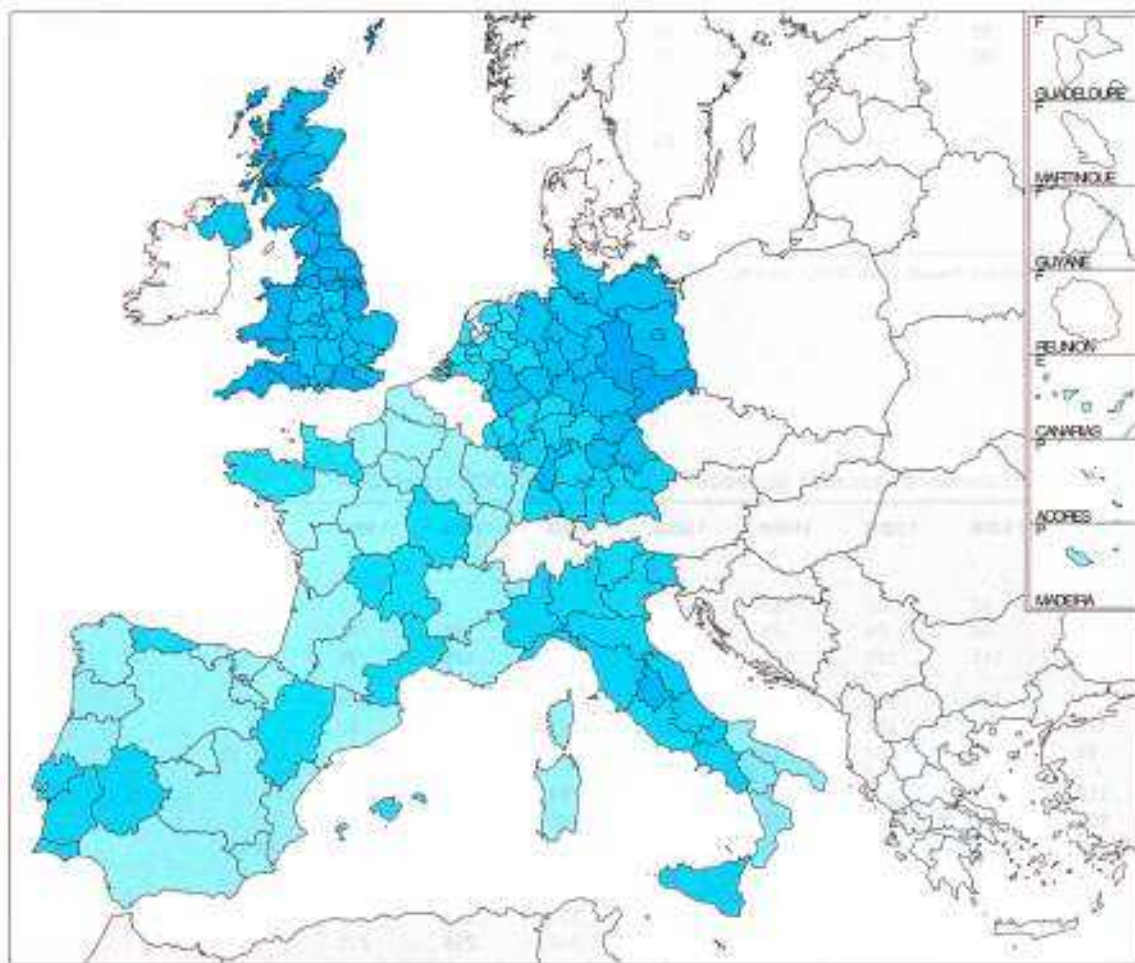 F
GUADELOUPE
F
MARTINIQUE
F
GUYANE
F
REUNION
E
CANARIAS
P
ACORES
P
MADEIRA